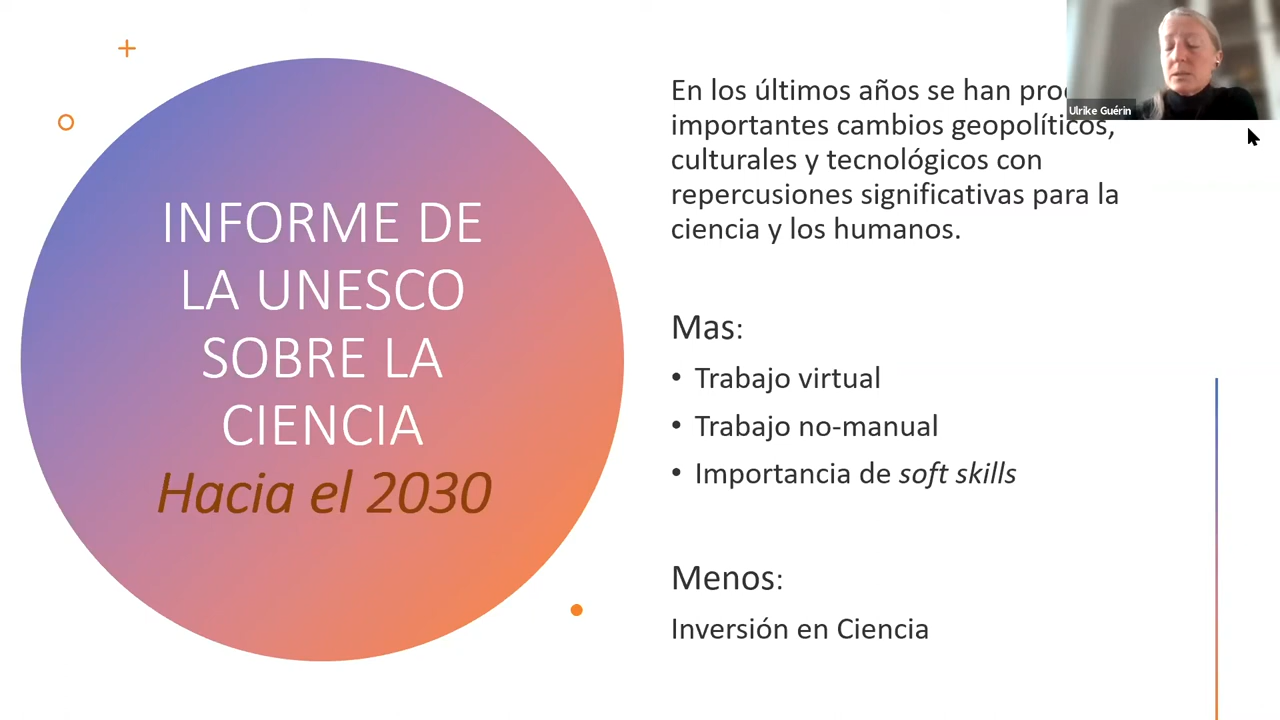 INFORME DE
LA UNESCO
SOBRE LA
CIENCIA
Hacia el 2030
En los últimos años se han
importantes cambios geopolíticos,
culturales y tecnológicos con
repercusiones significativas para la
ciencia y los humanos.
Mas:
• Trabajo virtual
• Trabajo no-manual
• Importancia de soft skills
Menos:
Inversión en Ciencia
Ulrike Guérin